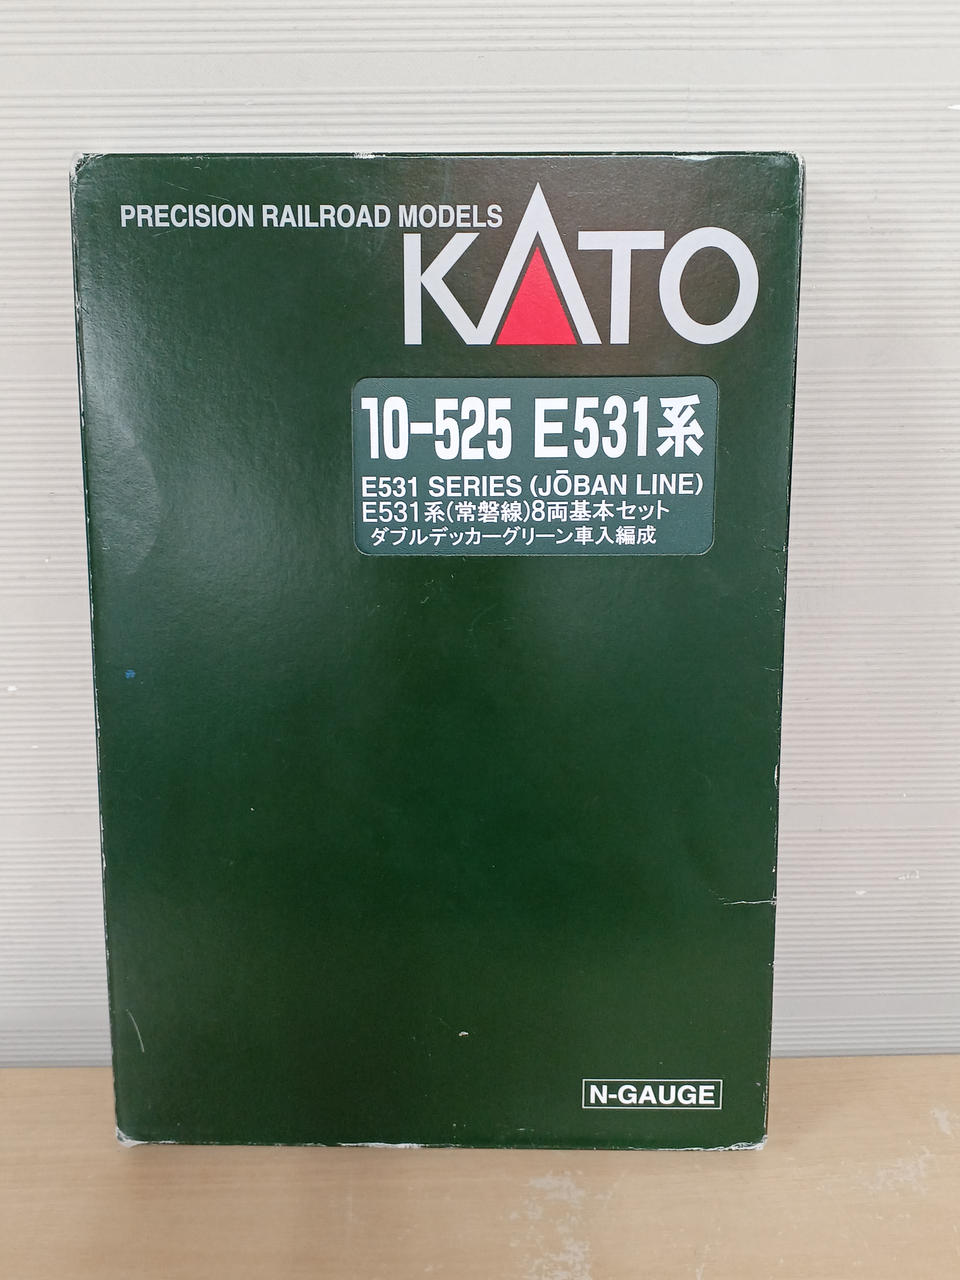 PRECISION RAILROAD MODELS
KATO
10-525 E531系
E531 SERIES (JŌBAN LINE)
E531系(常磐線)8両基本セット
ダブルデッカーグリーン車入編成
N-GAUGE